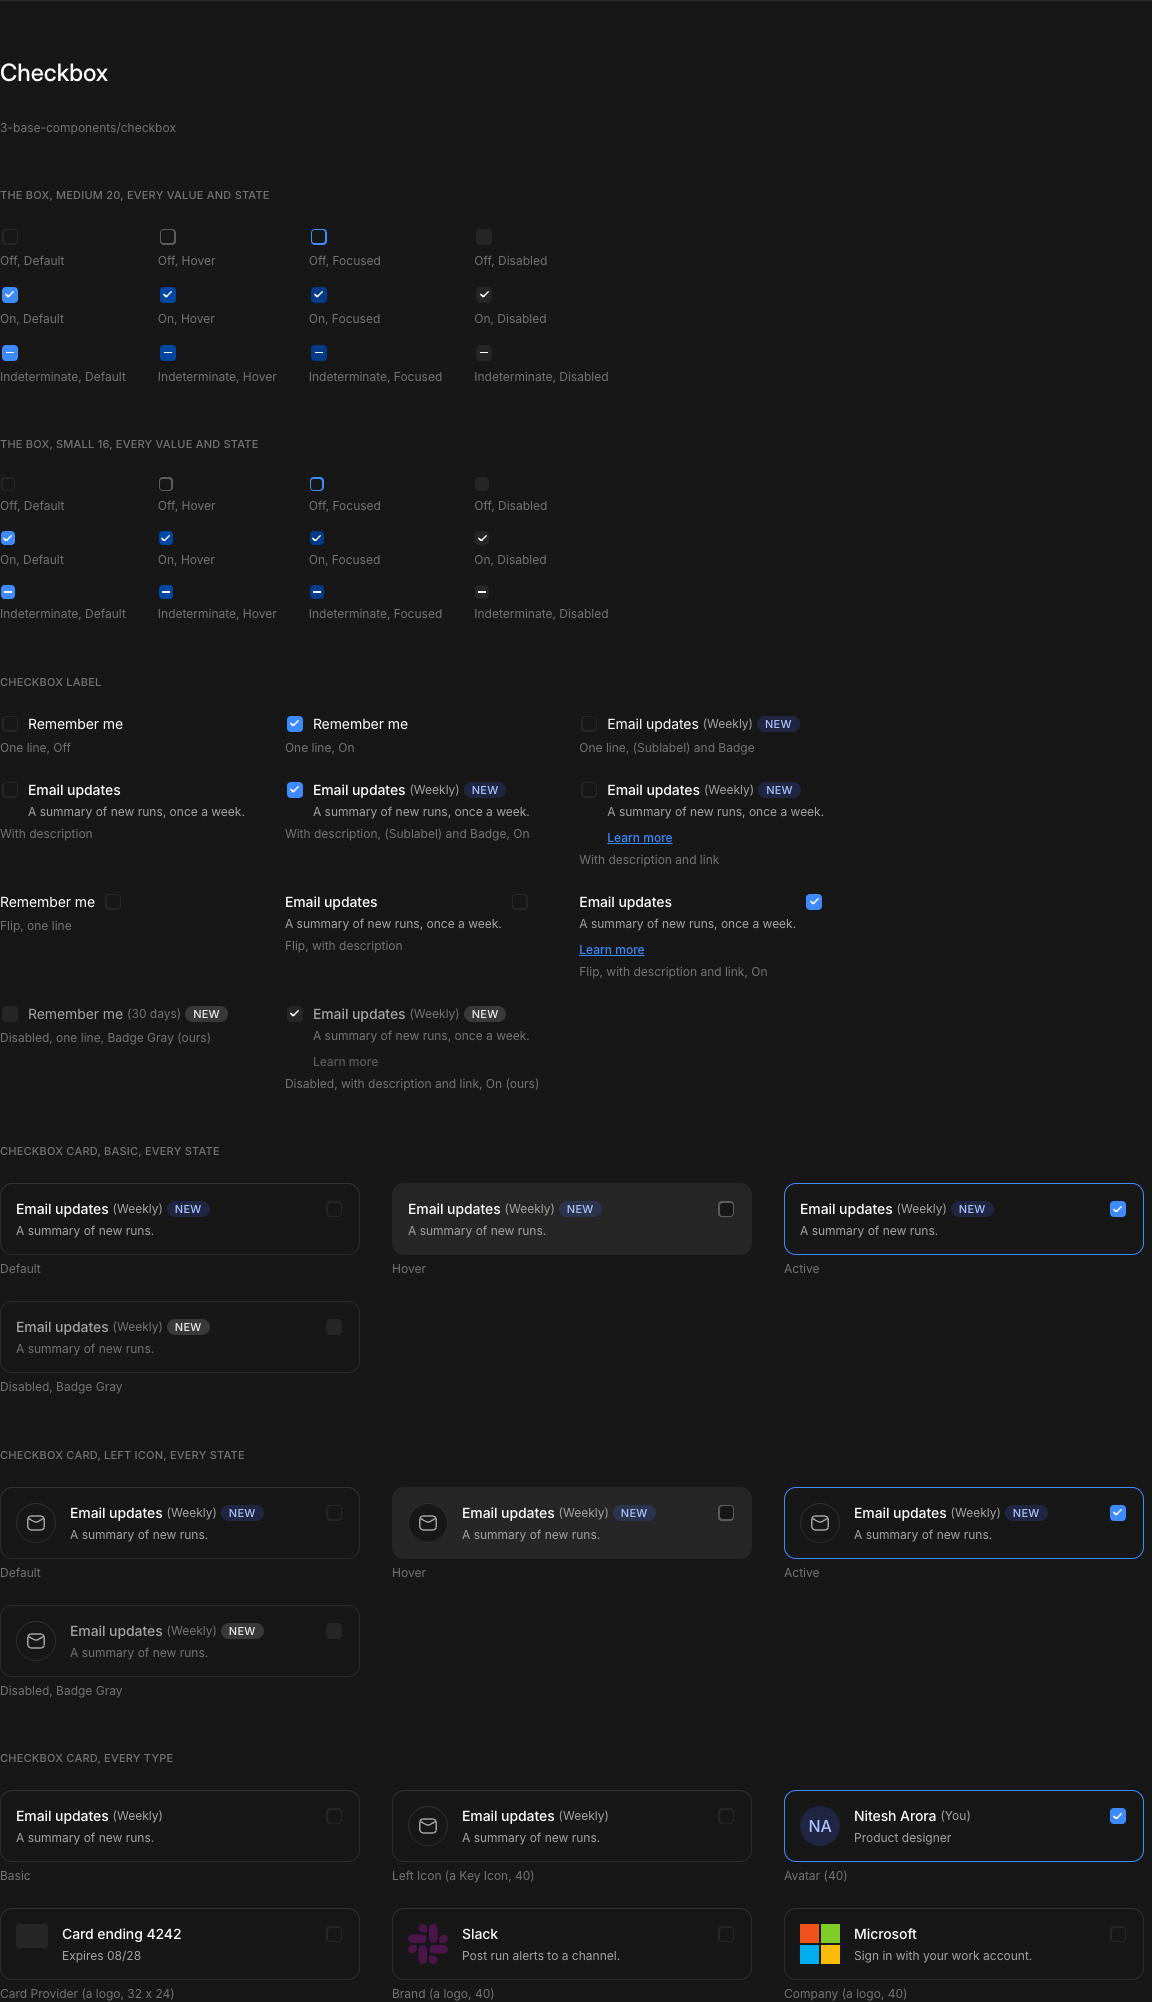 Checkbox
3-base-components/checkbox
THE BOX, MEDIUM 20, EVERY VALUE AND STATE
Off, Default
Off, Hover
Off, Focused
Off, Disabled
On, Default
On, Hover
On, Focused
On, Disabled
Indeterminate, Default
Indeterminate, Hover
Indeterminate, Focused
Indeterminate, Disabled
THE BOX, SMALL 16, EVERY VALUE AND STATE
Off, Default
Off, Hover
Off, Focused
Off, Disabled
On, Default
On, Hover
On, Focused
On, Disabled
Indeterminate, Default
Indeterminate, Hover
Indeterminate, Focused
Indeterminate, Disabled
CHECKBOX LABEL
Remember me
One line, Off
Remember me
One line, On
Email updates (Weekly) NEW
One line, (Sublabel) and Badge
Email updates
A summary of new runs, once a week.
With description
Email updates (Weekly) NEW
A summary of new runs, once a week.
With description, (Sublabel) and Badge, On
Email updates (Weekly) NEW
A summary of new runs, once a week.
Learn more
With description and link
Remember me
Flip, one line
Email updates
A summary of new runs, once a week.
Flip, with description
Email updates
A summary of new runs, once a week.
Learn more
Flip, with description and link, On
Remember me (30 days) NEW
Disabled, one line, Badge Gray (ours)
Email updates (Weekly) NEW
A summary of new runs, once a week.
Learn more
Disabled, with description and link, On (ours)
CHECKBOX CARD, BASIC, EVERY STATE
Email updates (Weekly) NEW
A summary of new runs.
Default
Email updates (Weekly) NEW
A summary of new runs.
Hover
Email updates (Weekly) NEW
A summary of new runs.
Active
Email updates (Weekly) NEW
A summary of new runs.
Disabled, Badge Gray
CHECKBOX CARD, LEFT ICON, EVERY STATE
Email updates (Weekly) NEW
A summary of new runs.
Default
Email updates (Weekly) NEW
A summary of new runs.
Hover
Email updates (Weekly) NEW
A summary of new runs.
Active
Email updates (Weekly) NEW
A summary of new runs.
Disabled, Badge Gray
CHECKBOX CARD, EVERY TYPE
Email updates (Weekly)
A summary of new runs.
Basic
Email updates (Weekly)
A summary of new runs.
Left Icon (a Key Icon, 40)
NA
Nitesh Arora (You)
Product designer
Avatar (40)
Card ending 4242
Expires 08/28
Card Provider (a logo, 32 x 24)
Slack
Post run alerts to a channel.
Brand (a logo, 40)
Microsoft
Sign in with your work account.
Company (a logo, 40)